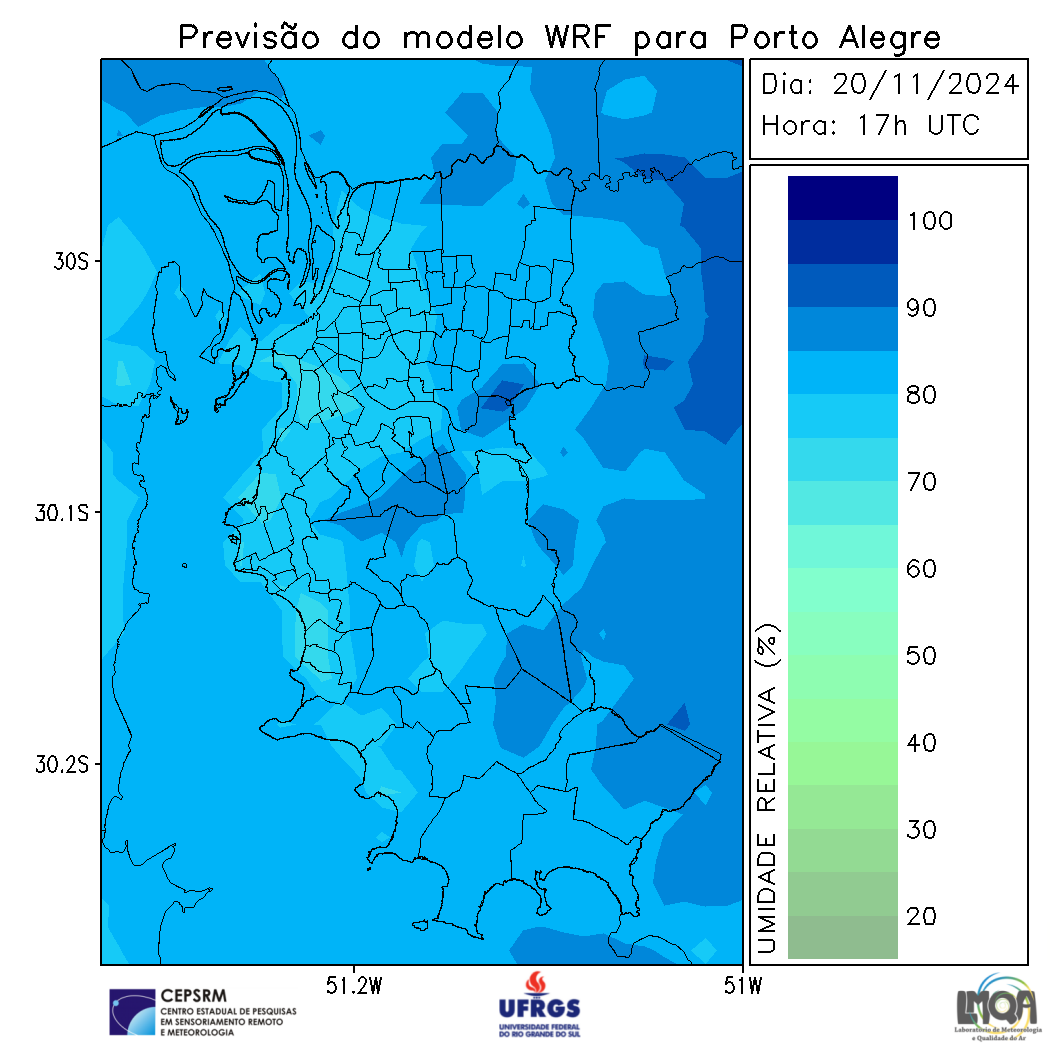 Previsão do modelo WRF para Porto Alegre
Dia: 20/11/2024
Hora: 17h UTC
30S
30.1S
30.2S
51.2W
51W
100
90
80
70
60
50
40
30
20
UMIDADE RELATIVA (%)
CEPSRM
CENTRO ESTADUAL DE PESQUISAS
EM SENSORIAMENTO REMOTO
E METEOROLOGIA
UFRGS
UNIVERSIDADE FEDERAL
DO RIO GRANDE DO SUL
LMQA
Laboratório de Meteorologia
e Qualidade do Ar